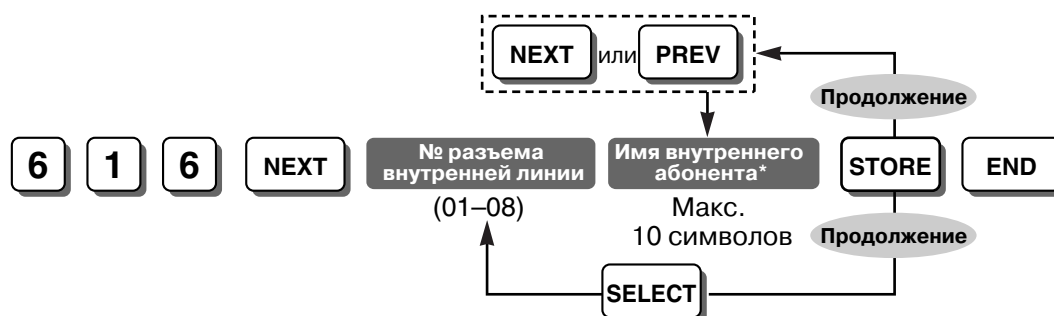 NEXT или PREV
Продолжение
6 1 6 NEXT
№ разъема
внутренней линии
(01–08)
Имя внутреннего
абонента*
Макс.
10 символов
STORE
END
Продолжение
SELECT